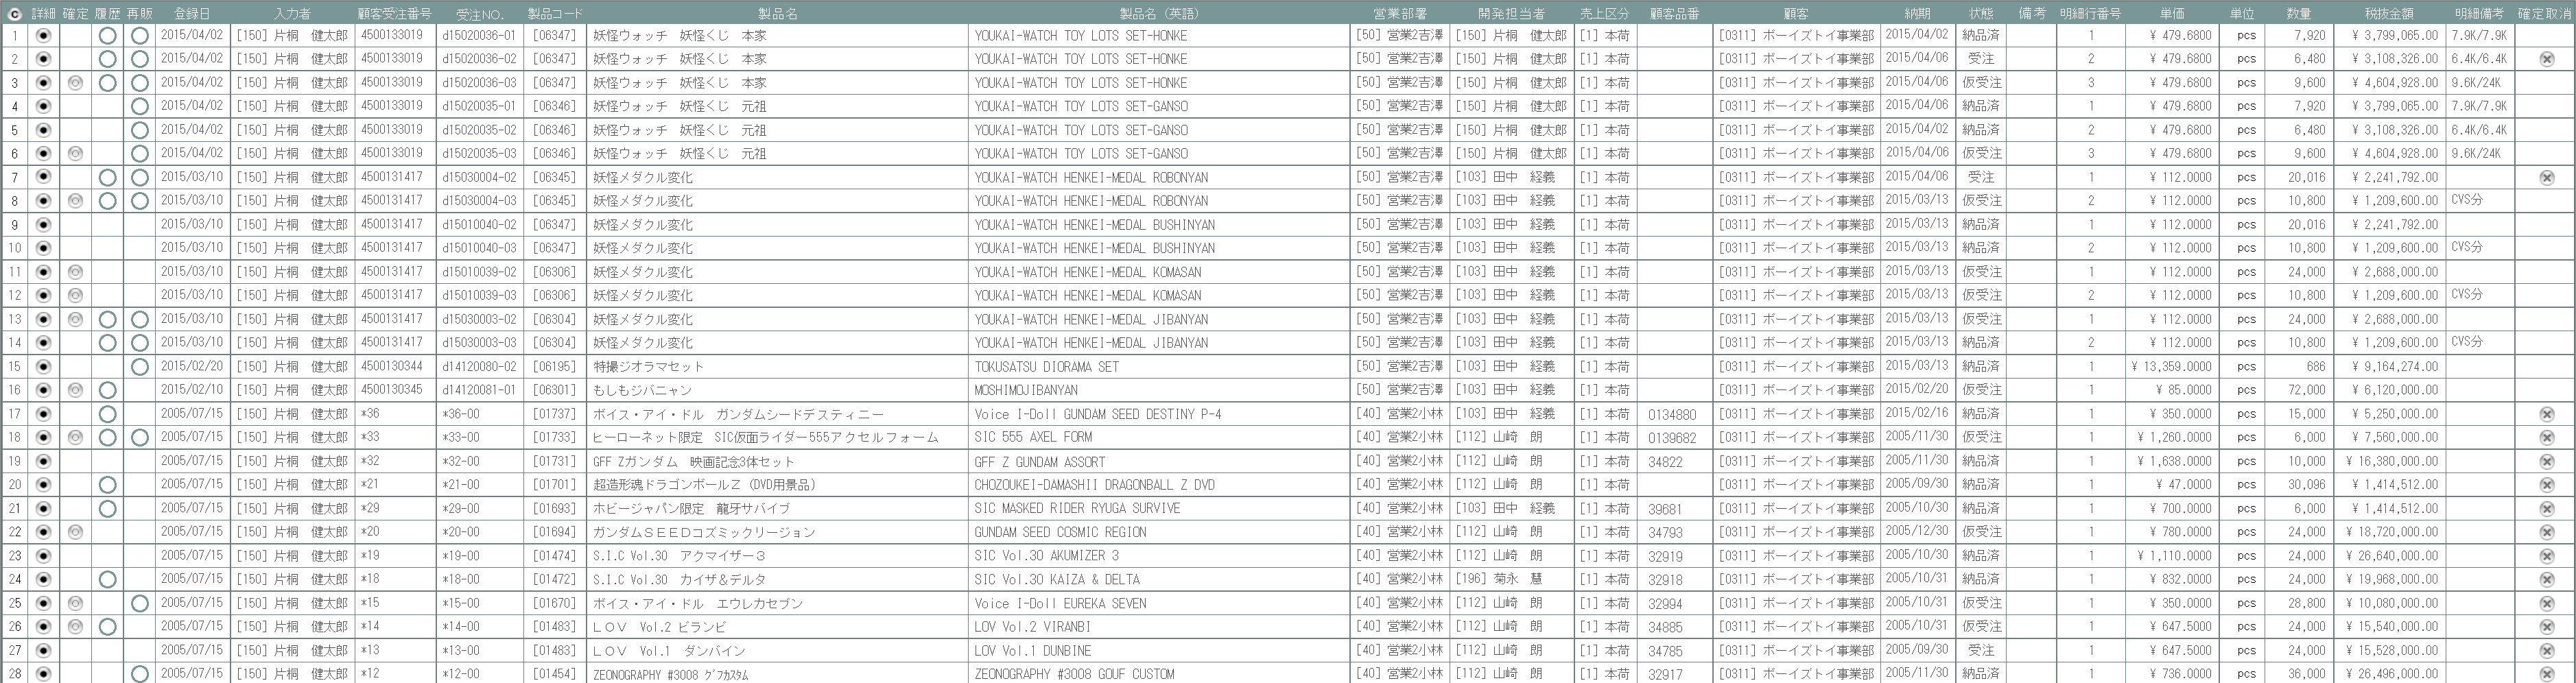 C 詳細 確定 履歴 再販 登録日 入力者 顧客受注番号 受注NO. 製品コード 製品名 製品名（英語） 営業部署 開発担当者 売上区分 顧客品番 顧客 納期 状態 備考 明細行番号 単価 単位 数量 税抜金額 明細備考 確定取消
1 2015/04/02 [150] 片桐　健太郎 4500133019 d15020036-01 [06347] 妖怪ウォッチ　妖怪くじ　本家 YOUKAI-WATCH TOY LOTS SET-HONKE [50] 営業2吉澤 [150] 片桐　健太郎 [1] 本荷 [0311] ボーイズトイ事業部 2015/04/02 納品済 1 ¥ 479.6800 pcs 7,920 ¥ 3,799,065.00 7.9K/7.9K
2 2015/04/02 [150] 片桐　健太郎 4500133019 d15020036-02 [06347] 妖怪ウォッチ　妖怪くじ　本家 YOUKAI-WATCH TOY LOTS SET-HONKE [50] 営業2吉澤 [150] 片桐　健太郎 [1] 本荷 [0311] ボーイズトイ事業部 2015/04/06 受注 2 ¥ 479.6800 pcs 6,480 ¥ 3,108,326.00 6.4K/6.4K
3 2015/04/02 [150] 片桐　健太郎 4500133019 d15020036-03 [06347] 妖怪ウォッチ　妖怪くじ　本家 YOUKAI-WATCH TOY LOTS SET-HONKE [50] 営業2吉澤 [150] 片桐　健太郎 [1] 本荷 [0311] ボーイズトイ事業部 2015/04/06 仮受注 3 ¥ 479.6800 pcs 9,600 ¥ 4,604,928.00 9.6K/24K
4 2015/04/02 [150] 片桐　健太郎 4500133019 d15020035-01 [06346] 妖怪ウォッチ　妖怪くじ　元祖 YOUKAI-WATCH TOY LOTS SET-GANSO [50] 営業2吉澤 [150] 片桐　健太郎 [1] 本荷 [0311] ボーイズトイ事業部 2015/04/06 納品済 1 ¥ 479.6800 pcs 7,920 ¥ 3,799,065.00 7.9K/7.9K
5 2015/04/02 [150] 片桐　健太郎 4500133019 d15020035-02 [06346] 妖怪ウォッチ　妖怪くじ　元祖 YOUKAI-WATCH TOY LOTS SET-GANSO [50] 営業2吉澤 [150] 片桐　健太郎 [1] 本荷 [0311] ボーイズトイ事業部 2015/04/02 納品済 2 ¥ 479.6800 pcs 6,480 ¥ 3,108,326.00 6.4K/6.4K
6 2015/04/02 [150] 片桐　健太郎 4500133019 d15020035-03 [06346] 妖怪ウォッチ　妖怪くじ　元祖 YOUKAI-WATCH TOY LOTS SET-GANSO [50] 営業2吉澤 [150] 片桐　健太郎 [1] 本荷 [0311] ボーイズトイ事業部 2015/04/06 仮受注 3 ¥ 479.6800 pcs 9,600 ¥ 4,604,928.00 9.6K/24K
7 2015/03/10 [150] 片桐　健太郎 4500131417 d15030004-02 [06345] 妖怪メダクル変化 YOUKAI-WATCH HENKEI-MEDAL ROBONYAN [50] 営業2吉澤 [103] 田中　経義 [1] 本荷 [0311] ボーイズトイ事業部 2015/04/06 受注 1 ¥ 112.0000 pcs 20,016 ¥ 2,241,792.00
8 2015/03/10 [150] 片桐　健太郎 4500131417 d15030004-03 [06345] 妖怪メダクル変化 YOUKAI-WATCH HENKEI-MEDAL ROBONYAN [50] 営業2吉澤 [103] 田中　経義 [1] 本荷 [0311] ボーイズトイ事業部 2015/03/13 仮受注 2 ¥ 112.0000 pcs 10,800 ¥ 1,209,600.00 CVS分
9 2015/03/10 [150] 片桐　健太郎 4500131417 d15010040-02 [06347] 妖怪メダクル変化 YOUKAI-WATCH HENKEI-MEDAL BUSHINYAN [50] 営業2吉澤 [103] 田中　経義 [1] 本荷 [0311] ボーイズトイ事業部 2015/03/13 納品済 1 ¥ 112.0000 pcs 20,016 ¥ 2,241,792.00
10 2015/03/10 [150] 片桐　健太郎 4500131417 d15010040-03 [06347] 妖怪メダクル変化 YOUKAI-WATCH HENKEI-MEDAL BUSHINYAN [50] 営業2吉澤 [103] 田中　経義 [1] 本荷 [0311] ボーイズトイ事業部 2015/03/13 納品済 2 ¥ 112.0000 pcs 10,800 ¥ 1,209,600.00 CVS分
11 2015/03/10 [150] 片桐　健太郎 4500131417 d15010039-02 [06306] 妖怪メダクル変化 YOUKAI-WATCH HENKEI-MEDAL KOMASAN [50] 営業2吉澤 [103] 田中　経義 [1] 本荷 [0311] ボーイズトイ事業部 2015/03/13 仮受注 1 ¥ 112.0000 pcs 24,000 ¥ 2,688,000.00
12 2015/03/10 [150] 片桐　健太郎 4500131417 d15010039-03 [06306] 妖怪メダクル変化 YOUKAI-WATCH HENKEI-MEDAL KOMASAN [50] 営業2吉澤 [103] 田中　経義 [1] 本荷 [0311] ボーイズトイ事業部 2015/03/13 仮受注 2 ¥ 112.0000 pcs 10,800 ¥ 1,209,600.00 CVS分
13 2015/03/10 [150] 片桐　健太郎 4500131417 d15030003-02 [06304] 妖怪メダクル変化 YOUKAI-WATCH HENKEI-MEDAL JIBANYAN [50] 営業2吉澤 [103] 田中　経義 [1] 本荷 [0311] ボーイズトイ事業部 2015/03/13 仮受注 1 ¥ 112.0000 pcs 24,000 ¥ 2,688,000.00
14 2015/03/10 [150] 片桐　健太郎 4500131417 d15030003-03 [06304] 妖怪メダクル変化 YOUKAI-WATCH HENKEI-MEDAL JIBANYAN [50] 営業2吉澤 [103] 田中　経義 [1] 本荷 [0311] ボーイズトイ事業部 2015/03/13 納品済 2 ¥ 112.0000 pcs 10,800 ¥ 1,209,600.00 CVS分
15 2015/02/20 [150] 片桐　健太郎 4500130344 d14120080-02 [06195] 特撮ジオラマセット TOKUSATSU DIORAMA SET [50] 営業2吉澤 [103] 田中　経義 [1] 本荷 [0311] ボーイズトイ事業部 2015/03/13 納品済 1 ¥ 13,359.0000 pcs 686 ¥ 9,164,274.00
16 2015/02/10 [150] 片桐　健太郎 4500130345 d14120081-01 [06301] もしもジバニャン MOSHIMOJIBANYAN [50] 営業2吉澤 [103] 田中　経義 [1] 本荷 [0311] ボーイズトイ事業部 2015/02/20 仮受注 1 ¥ 85.0000 pcs 72,000 ¥ 6,120,000.00
17 2005/07/15 [150] 片桐　健太郎 *36 *36-00 [01737] ボイス・アイ・ドル　ガンダムシードデスティニー Voice I-Doll GUNDAM SEED DESTINY P-4 [40] 営業2小林 [103] 田中　経義 [1] 本荷 0134880 [0311] ボーイズトイ事業部 2015/02/16 納品済 1 ¥ 350.0000 pcs 15,000 ¥ 5,250,000.00
18 2005/07/15 [150] 片桐　健太郎 *33 *33-00 [01733] ヒーローネット限定　SIC仮面ライダー555アクセルフォーム SIC 555 AXEL FORM [40] 営業2小林 [112] 山崎　朗 [1] 本荷 0139682 [0311] ボーイズトイ事業部 2005/11/30 仮受注 1 ¥ 1,260.0000 pcs 6,000 ¥ 7,560,000.00
19 2005/07/15 [150] 片桐　健太郎 *32 *32-00 [01731] GFF Zガンダム　映画記念3体セット GFF Z GUNDAM ASSORT [40] 営業2小林 [112] 山崎　朗 [1] 本荷 34822 [0311] ボーイズトイ事業部 2005/11/30 納品済 1 ¥ 1,638.0000 pcs 10,000 ¥ 16,380,000.00
20 2005/07/15 [150] 片桐　健太郎 *21 *21-00 [01701] 超造形魂ドラゴンボールＺ（DVD用景品） CHOZOUKEI-DAMASHII DRAGONBALL Z DVD [40] 営業2小林 [112] 山崎　朗 [1] 本荷 [0311] ボーイズトイ事業部 2005/09/30 納品済 1 ¥ 47.0000 pcs 30,096 ¥ 1,414,512.00
21 2005/07/15 [150] 片桐　健太郎 *29 *29-00 [01693] ホビージャパン限定　龍牙サバイブ SIC MASKED RIDER RYUGA SURVIVE [40] 営業2小林 [103] 田中　経義 [1] 本荷 39681 [0311] ボーイズトイ事業部 2005/10/30 納品済 1 ¥ 700.0000 pcs 6,000 ¥ 1,414,512.00
22 2005/07/15 [150] 片桐　健太郎 *20 *20-00 [01694] ガンダムＳＥＥＤコズミックリージョン GUNDAM SEED COSMIC REGION [40] 営業2小林 [112] 山崎　朗 [1] 本荷 34793 [0311] ボーイズトイ事業部 2005/12/30 仮受注 1 ¥ 780.0000 pcs 24,000 ¥ 18,720,000.00
23 2005/07/15 [150] 片桐　健太郎 *19 *19-00 [01474] S.I.C Vol.30　アクマイザー３ SIC Vol.30 AKUMIZER 3 [40] 営業2小林 [112] 山崎　朗 [1] 本荷 32919 [0311] ボーイズトイ事業部 2005/10/30 納品済 1 ¥ 1,110.0000 pcs 24,000 ¥ 26,640,000.00
24 2005/07/15 [150] 片桐　健太郎 *18 *18-00 [01472] S.I.C Vol.30　カイザ＆デルタ SIC Vol.30 KAIZA & DELTA [40] 営業2小林 [196] 菊永　慧 [1] 本荷 32918 [0311] ボーイズトイ事業部 2005/10/31 納品済 1 ¥ 832.0000 pcs 24,000 ¥ 19,968,000.00
25 2005/07/15 [150] 片桐　健太郎 *15 *15-00 [01670] ボイス・アイ・ドル　エウレカセブン Voice I-Doll EUREKA SEVEN [40] 営業2小林 [112] 山崎　朗 [1] 本荷 32994 [0311] ボーイズトイ事業部 2005/10/31 仮受注 1 ¥ 350.0000 pcs 28,800 ¥ 10,080,000.00
26 2005/07/15 [150] 片桐　健太郎 *14 *14-00 [01483] ＬＯＶ　Vol.2 ビランビ LOV Vol.2 VIRANBI [40] 営業2小林 [112] 山崎　朗 [1] 本荷 34885 [0311] ボーイズトイ事業部 2005/10/31 仮受注 1 ¥ 647.5000 pcs 24,000 ¥ 15,540,000.00
27 2005/07/15 [150] 片桐　健太郎 *13 *13-00 [01483] ＬＯＶ　Vol.1　ダンバイン LOV Vol.1 DUNBINE [40] 営業2小林 [112] 山崎　朗 [1] 本荷 34785 [0311] ボーイズトイ事業部 2005/09/30 受注 1 ¥ 647.5000 pcs 24,000 ¥ 15,528,000.00
28 2005/07/15 [150] 片桐　健太郎 *12 *12-00 [01454] ZEONOGRAPHY #3008 ｸﾞﾌｶｽﾀﾑ ZEONOGRAPHY #3008 GOUF CUSTOM [40] 営業2小林 [112] 山崎　朗 [1] 本荷 32917 [0311] ボーイズトイ事業部 2005/11/30 納品済 1 ¥ 736.0000 pcs 36,000 ¥ 26,496,000.00